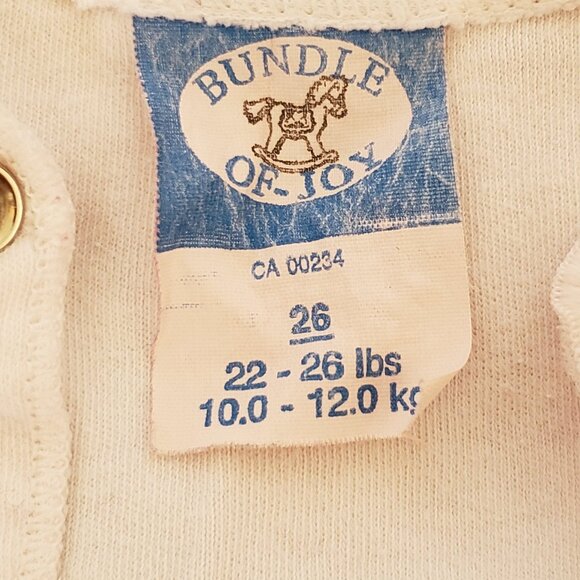 BUNDLE
OF-JOY
CA 00234
26
22 - 26 lbs
10.0 - 12.0 kg